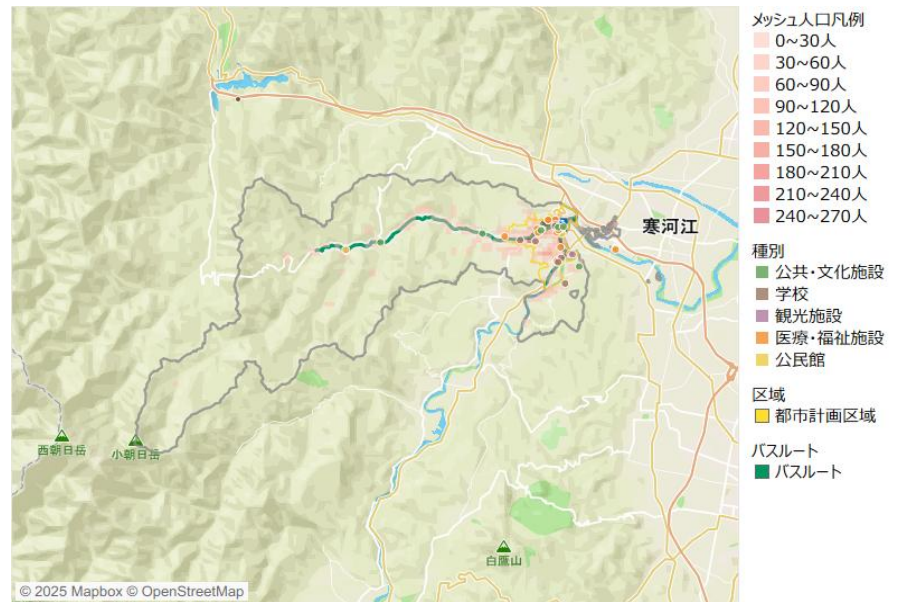 メッシュ人口凡例
0~30人
30~60人
60~90人
90~120人
120~150人
150~180人
180~210人
210~240人
240~270人
種別
公共・文化施設
学校
観光施設
医療・福祉施設
公民館
区域
都市計画区域
バスルート
バスルート
寒河江
西朝日岳
小朝日岳
白鷹山
© 2025 Mapbox © OpenStreetMap